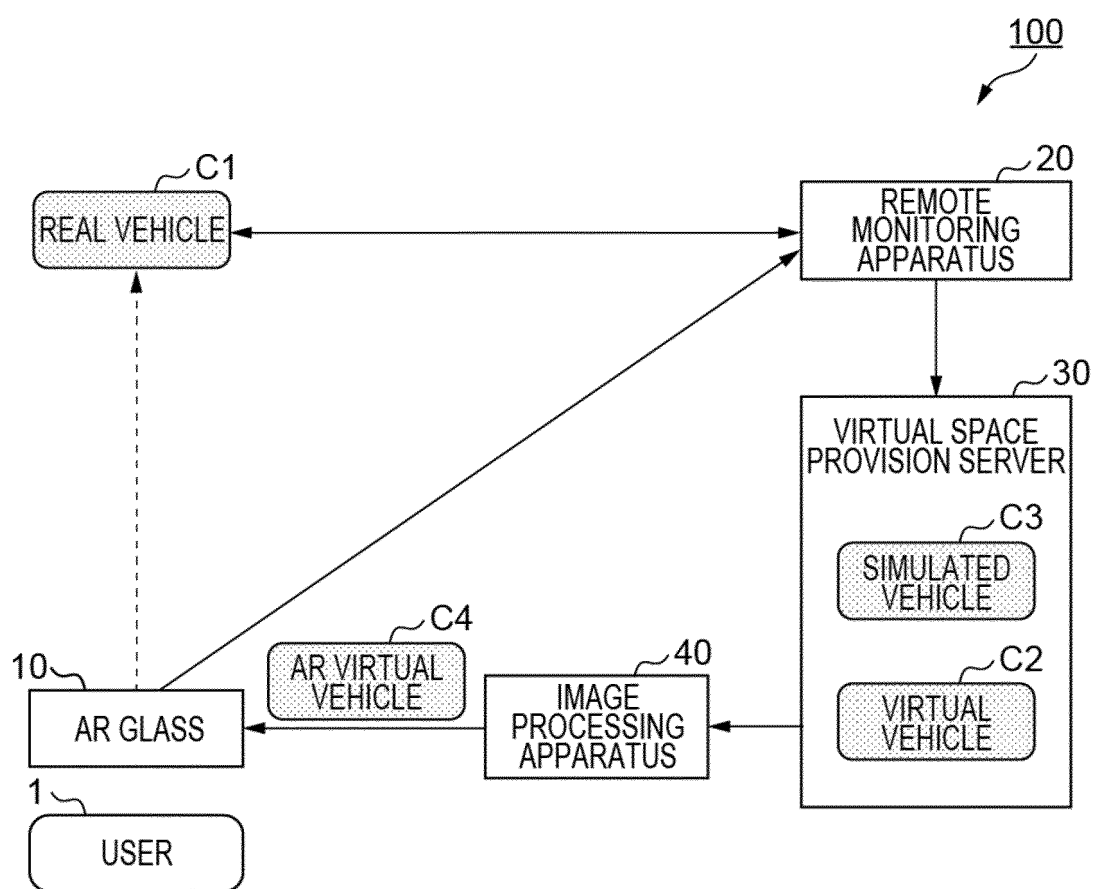 100
C1
REAL VEHICLE
20
REMOTE
MONITORING
APPARATUS
30
VIRTUAL SPACE
PROVISION SERVER
C3
SIMULATED
VEHICLE
C2
VIRTUAL
VEHICLE
C4
AR VIRTUAL
VEHICLE
40
IMAGE
PROCESSING
APPARATUS
10
AR GLASS
1
USER